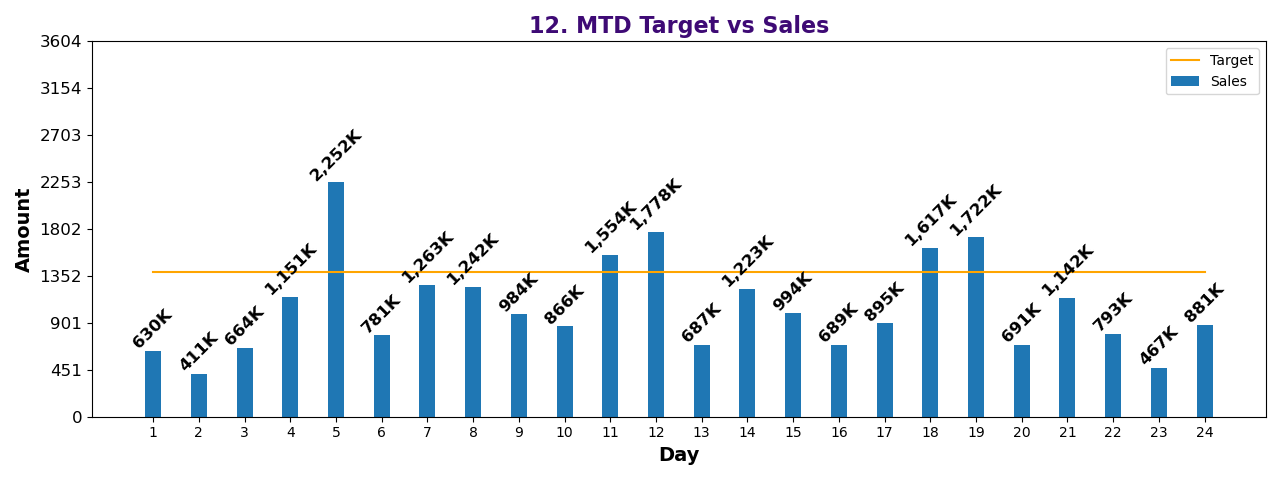 12. MTD Target vs Sales
Amount
3604
3154
2703
2253
1802
1352
901
451
0
Target
Sales
630K
411K
664K
1,151K
2,252K
781K
1,263K
1,242K
984K
866K
1,554K
1,778K
687K
1,223K
994K
689K
895K
1,617K
1,722K
691K
1,142K
793K
467K
881K
1 2 3 4 5 6 7 8 9 10 11 12 13 14 15 16 17 18 19 20 21 22 23 24
Day